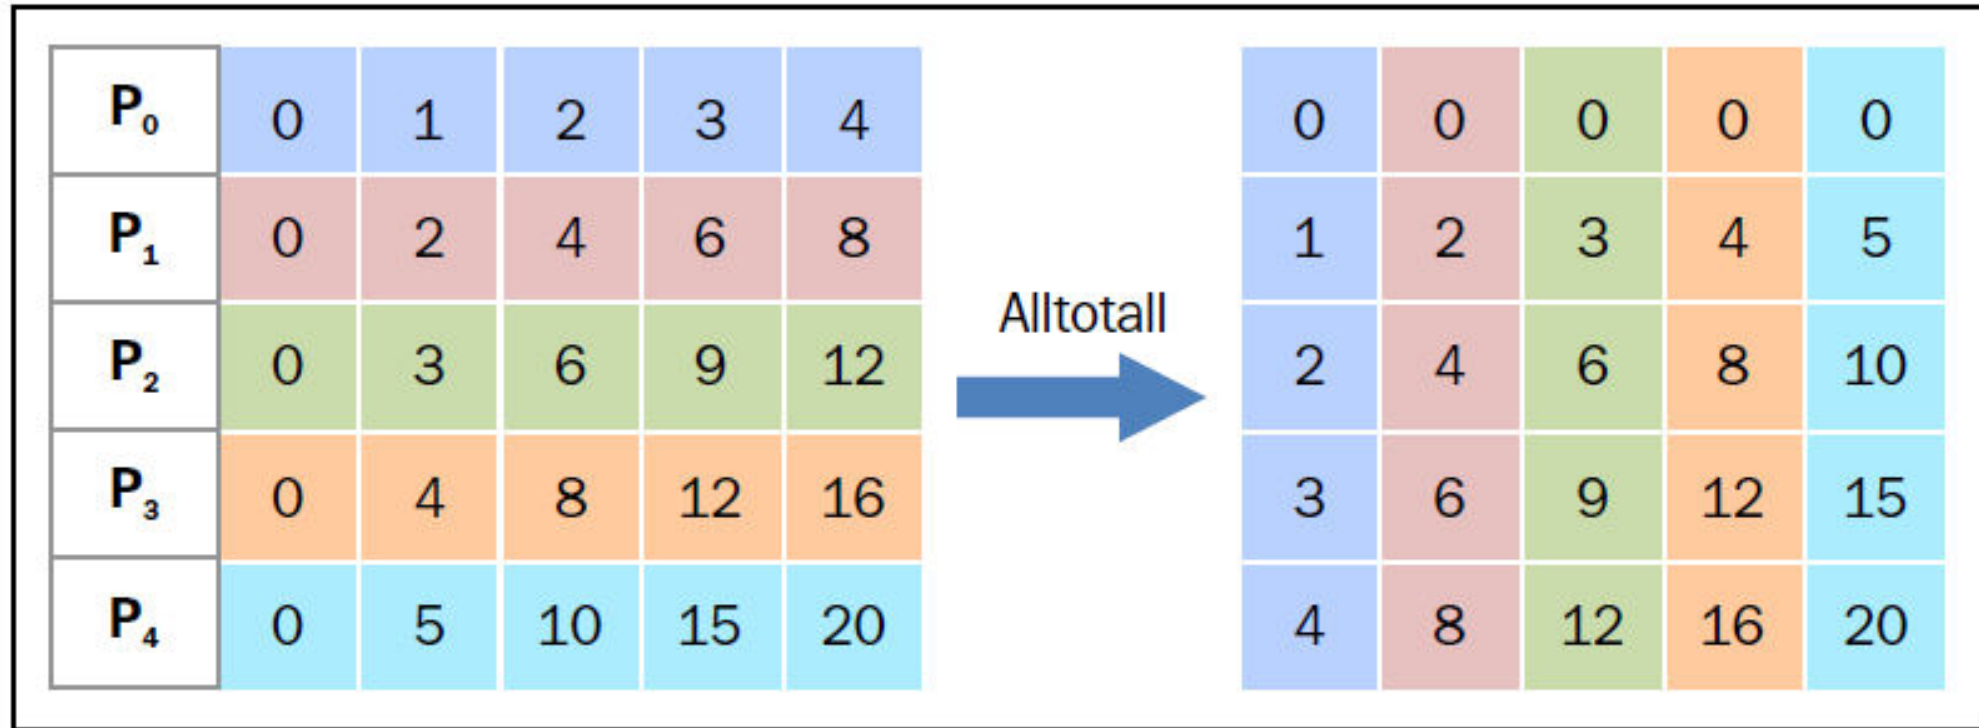 P₀ 0 1 2 3 4 0 0 0 0 0
P₁ 0 2 4 6 8 1 2 3 4 5
Alltotall
P₂ 0 3 6 9 12 2 4 6 8 10
P₃ 0 4 8 12 16 3 6 9 12 15
P₄ 0 5 10 15 20 4 8 12 16 20